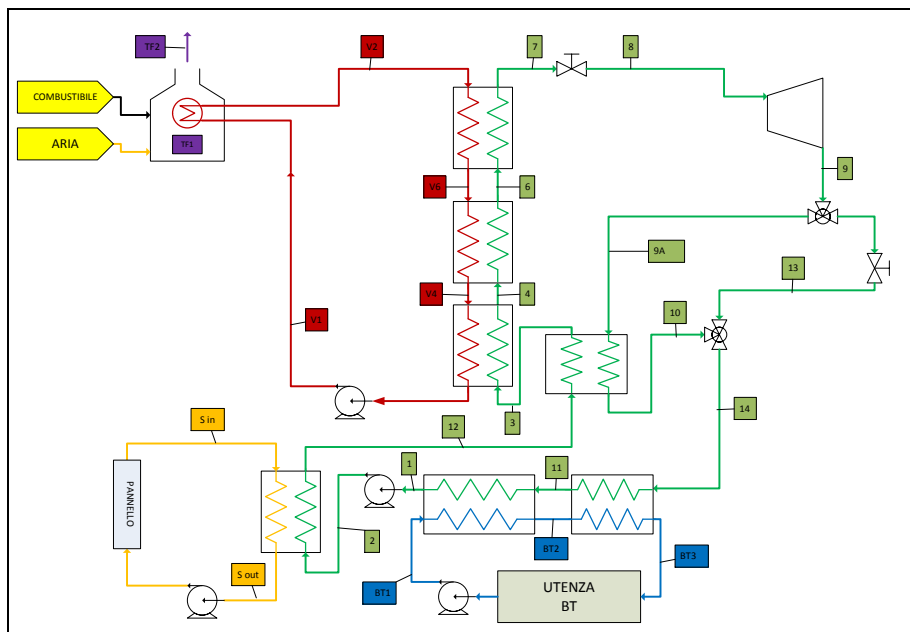 TF2
V2
7
8
COMBUSTIBILE
ARIA
TF1
9
V6
6
9A
13
V4
4
10
V1
3
14
S in
12
1
11
PANNELLO
2
BT2
BT3
S out
BT1
UTENZA
BT